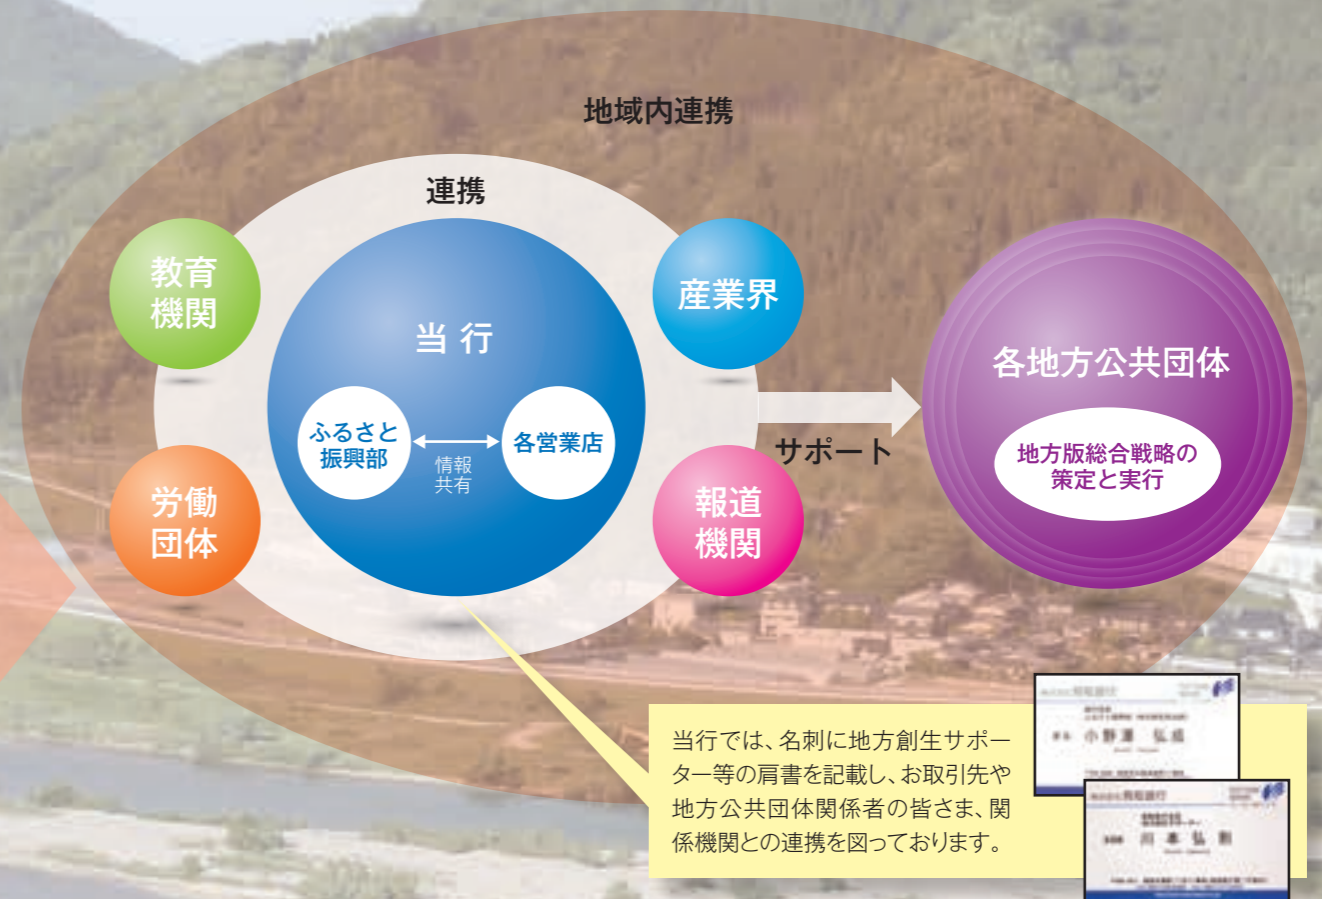 地域内連携
連携
教育
機関
産業界
当行
ふるさと
振興部
情報
共有
各営業店
労働
団体
報道
機関
サポート
各地方公共団体
地方版総合戦略の
策定と実行
当行では、名刺に地方創生サポー
ター等の肩書を記載し、お取引先や
地方公共団体関係者の皆さま、関
係機関との連携を図っております。